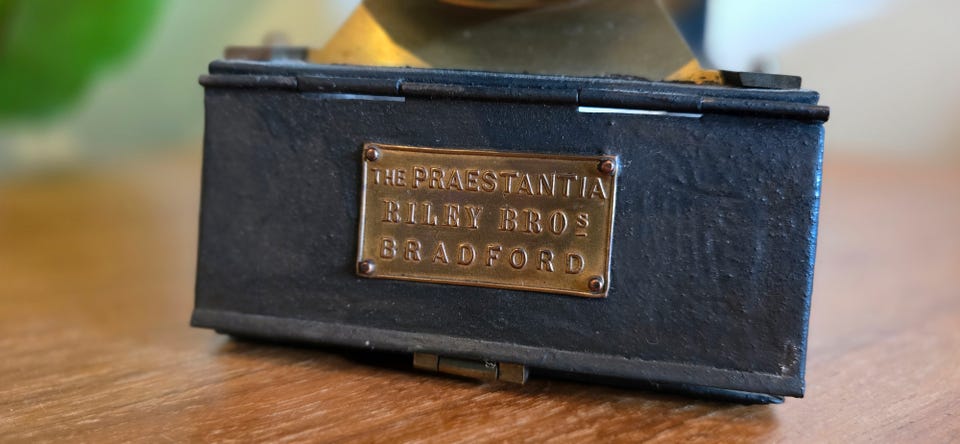 THE PRAESTANTIA
RILEY BROS
BRADFORD